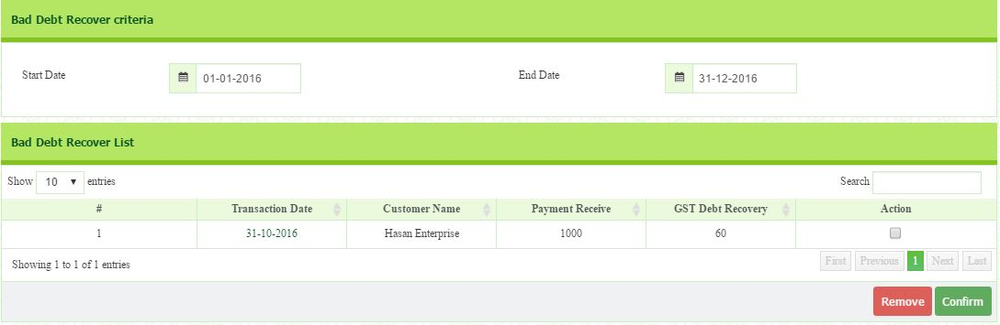 Bad Debt Recover criteria
Start Date 01-01-2016 End Date 31-12-2016
Bad Debt Recover List
Show 10 entries Search
# Transaction Date Customer Name Payment Receive GST Debt Recovery Action
1 31-10-2016 Hasan Enterprise 1000 60
Showing 1 to 1 of 1 entries First Previous 1 Next Last
Remove Confirm